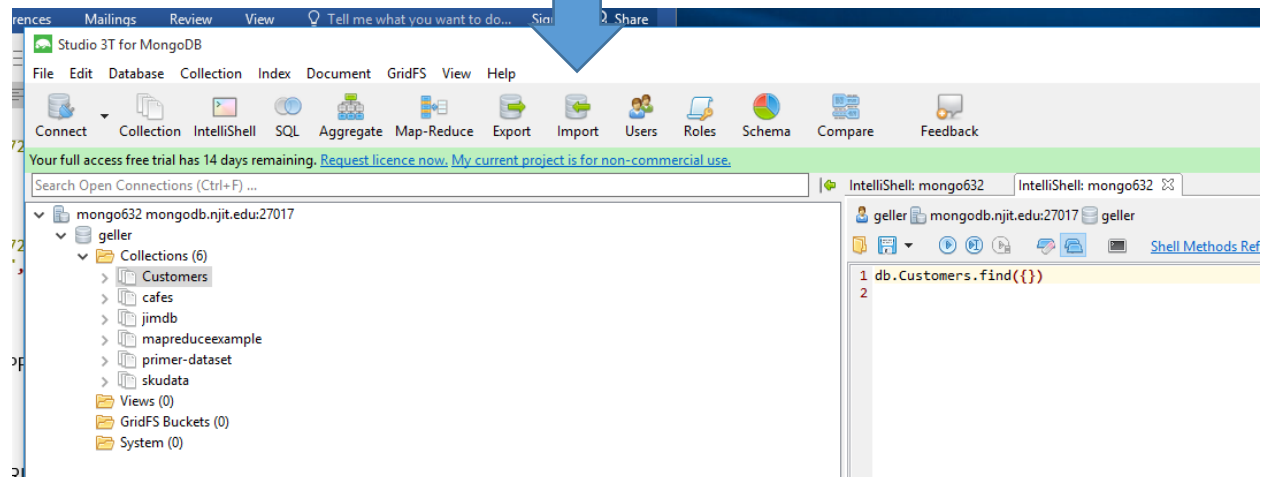 rences Mailings Review View Tell me what you want to do... Share
Studio 3T for MongoDB
File Edit Database Collection Index Document GridFS View Help
Connect Collection IntelliShell SQL Aggregate Map-Reduce Export Import Users Roles Schema Compare Feedback
Your full access free trial has 14 days remaining. Request licence now. My current project is for non-commercial use.
Search Open Connections (Ctrl+F) ...
IntelliShell: mongo632 IntelliShell: mongo632
mongo632 mongodb.njit.edu:27017
geller mongodb.njit.edu:27017 geller
geller
Collections (6)
Shell Methods Ref
Customers
1 db.Customers.find({})
cafes
2
jimdb
mapreduceexample
primer-dataset
skudata
Views (0)
GridFS Buckets (0)
System (0)